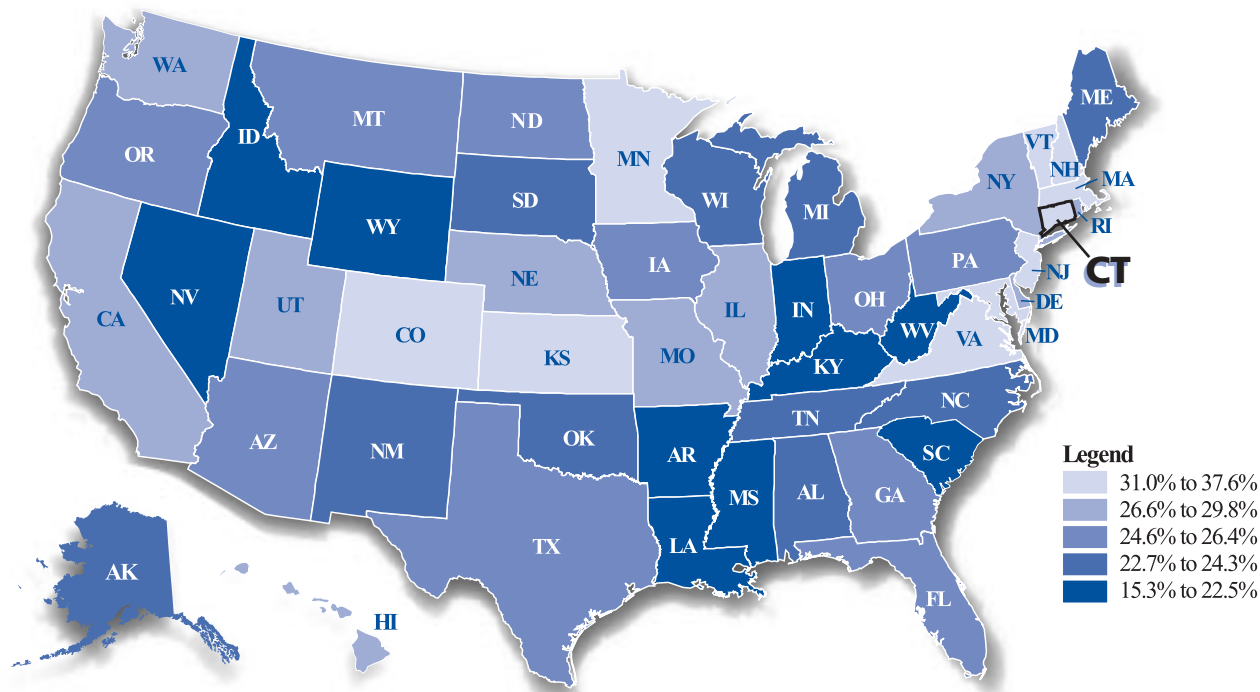 WA
MT
ND
ME
ID
OR
MN
VT
NH
MA
NY
SD
WI
MI
WY
RI
IA
PA
CT
NE
NJ
NV
UT
OH
DE
IL
IN
CA
CO
WV
MD
VA
KS
MO
KY
NC
TN
AZ
NM
OK
AR
SC
Legend
MS
AL
GA
31.0% to 37.6%
26.6% to 29.8%
24.6% to 26.4%
22.7% to 24.3%
15.3% to 22.5%
TX
LA
AK
FL
HI